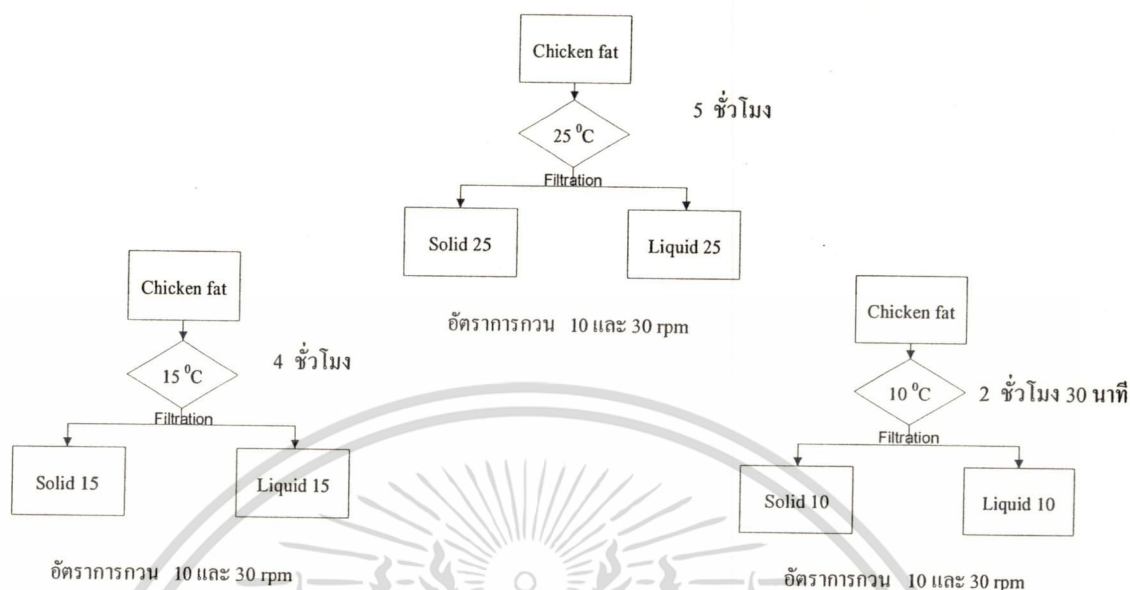 Chicken fat
25 ⁰C
5 ชั่วโมง
Filtration
Solid 25
Liquid 25
อัตราการกวน 10 และ 30 rpm
Chicken fat
15 ⁰C
4 ชั่วโมง
Filtration
Solid 15
Liquid 15
อัตราการกวน 10 และ 30 rpm
Chicken fat
10 ⁰C
2 ชั่วโมง 30 นาที
Filtration
Solid 10
Liquid 10
อัตราการกวน 10 และ 30 rpm